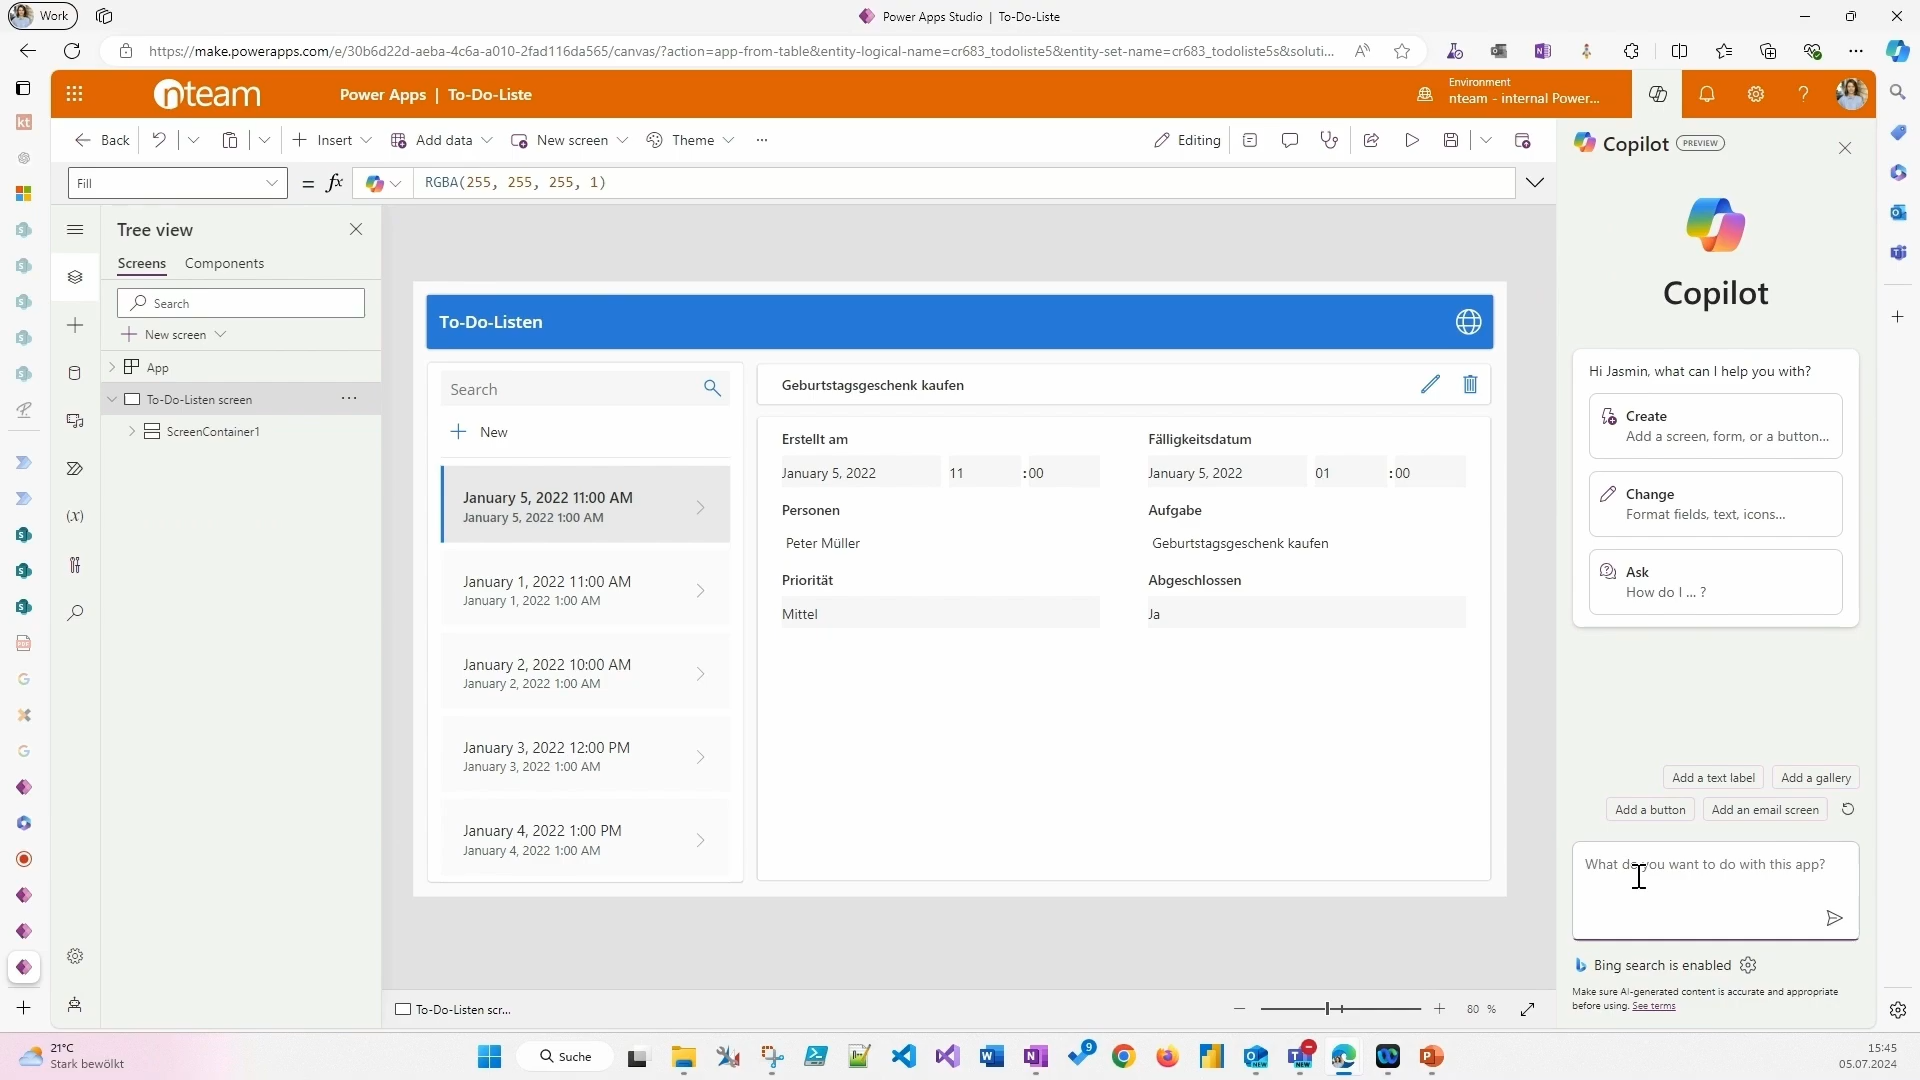 Work
Power Apps Studio | To-Do-Liste
https://make.powerapps.com/e/30b6d22d-aeba-4c6a-a010-2fad116da565/canvas/?action=app-from-table&entity-logical-name=cr683_todoliste5&entity-set-name=cr683_todoliste5s&soluti...
nteam
Power Apps | To-Do-Liste
Environment
nteam - internal Power...
Back
Insert
Add data
New screen
Theme
Editing
Copilot
PREVIEW
Fill
= fx
RGBA(255, 255, 255, 1)
Tree view
Screens
Components
Search
New screen
App
To-Do-Listen screen
ScreenContainer1
To-Do-Listen
Search
New
January 5, 2022 11:00 AM
January 5, 2022 1:00 AM
January 1, 2022 11:00 AM
January 1, 2022 1:00 AM
January 2, 2022 10:00 AM
January 2, 2022 1:00 AM
January 3, 2022 12:00 PM
January 3, 2022 1:00 AM
January 4, 2022 1:00 PM
January 4, 2022 1:00 AM
Geburtstagsgeschenk kaufen
Erstellt am
January 5, 2022
11
:00
Fälligkeitsdatum
January 5, 2022
01
:00
Personen
Peter Müller
Aufgabe
Geburtstagsgeschenk kaufen
Priorität
Mittel
Abgeschlossen
Ja
Copilot
Hi Jasmin, what can I help you with?
Create
Add a screen, form, or a button...
Change
Format fields, text, icons...
Ask
How do I ... ?
Add a text label
Add a gallery
Add a button
Add an email screen
What do you want to do with this app?
Bing search is enabled
Make sure AI-generated content is accurate and appropriate
before using. See terms
To-Do-Listen scr...
80 %
21°C
Stark bewölkt
Suche
9
15:45
05.07.2024